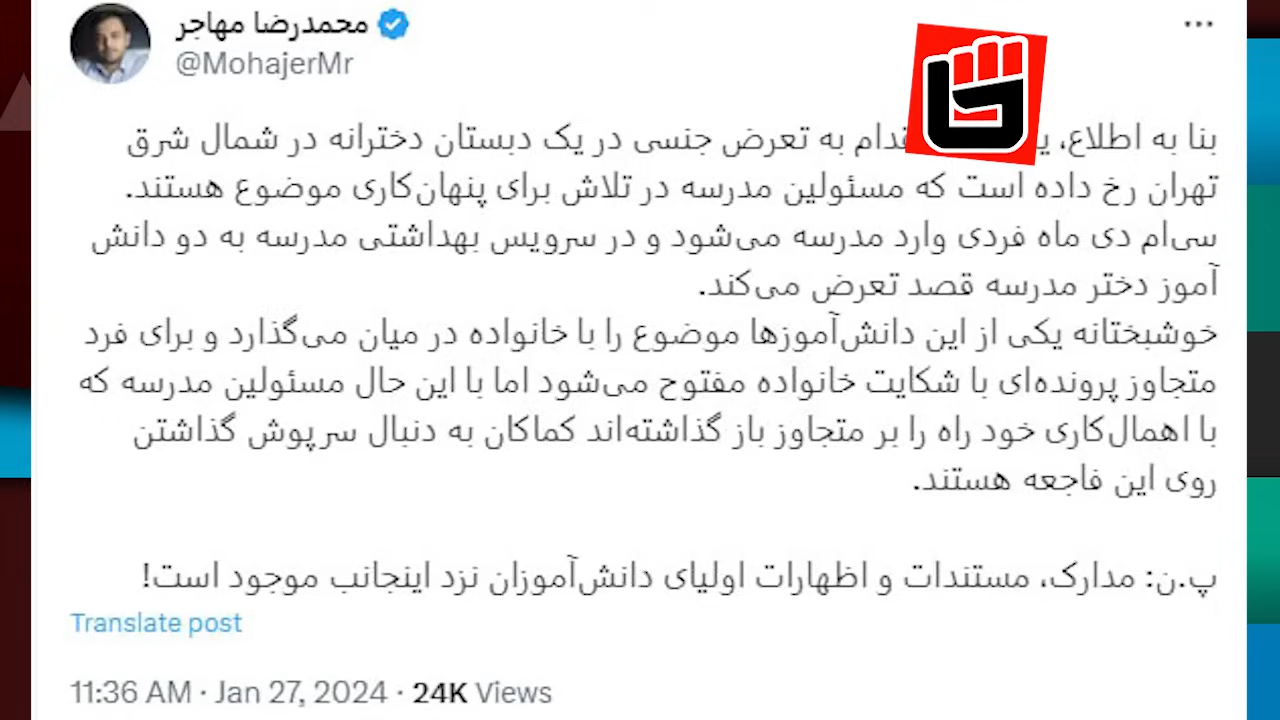 محمدرضا مهاجر
@MohajerMr
بنا به اطلاع، به تعرض جنسی در یک دبستان دخترانه در شمال شرق
تهران رخ داده است که مسئولین مدرسه در تلاش برای پنهان‌کاری موضوع هستند.
سی‌ام دی ماه فردی وارد مدرسه می‌شود و در سرویس بهداشتی مدرسه به دو دانش
آموز دختر مدرسه قصد تعرض می‌کند.
خوشبختانه یکی از این دانش‌آموزها موضوع را با خانواده در میان می‌گذارد و برای فرد
متجاوز پرونده‌ای با شکایت خانواده مفتوح می‌شود اما با این حال مسئولین مدرسه که
با اهمال‌کاری خود راه را بر متجاوز باز گذاشته‌اند کماکان به دنبال سرپوش گذاشتن
روی این فاجعه هستند.
پ.ن: مدارک، مستندات و اظهارات اولیای دانش‌آموزان نزد اینجانب موجود است!
Translate post
11:36 AM · Jan 27, 2024 · 24K Views